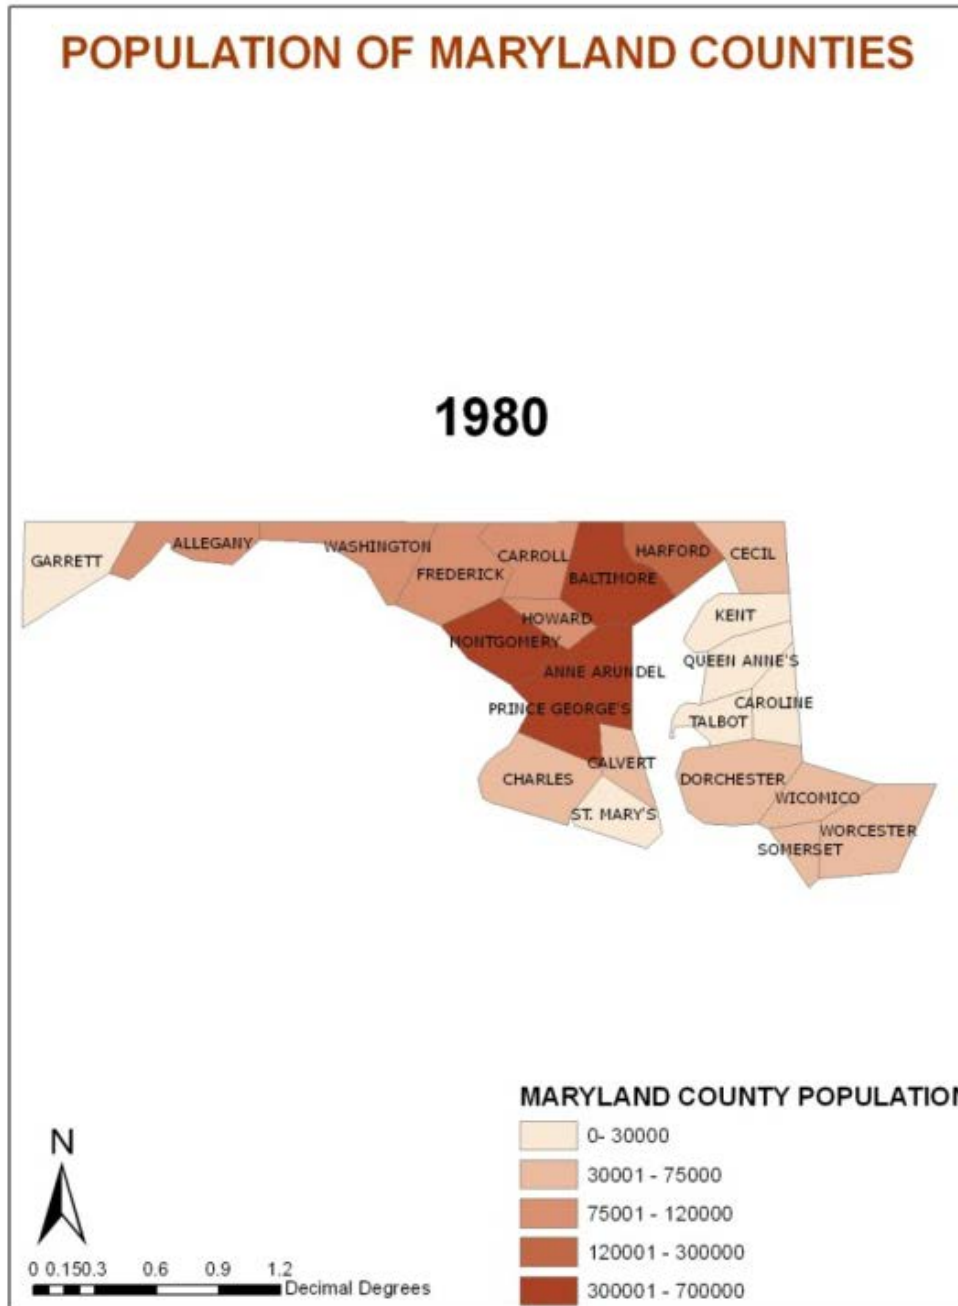 POPULATION OF MARYLAND COUNTIES
1980
GARRETT
ALLEGANY
WASHINGTON
FREDERICK
CARROLL
BALTIMORE
HARFORD
CECIL
HOWARD
MONTGOMERY
KENT
QUEEN ANNE'S
ANNE ARUNDEL
PRINCE GEORGE'S
CAROLINE
TALBOT
CALVERT
CHARLES
DORCHESTER
ST. MARY'S
WICOMICO
WORCESTER
SOMERSET
MARYLAND COUNTY POPULATION
0- 30000
30001 - 75000
75001 - 120000
120001 - 300000
300001 - 700000
N
0 0.150.3 0.6 0.9 1.2
Decimal Degrees